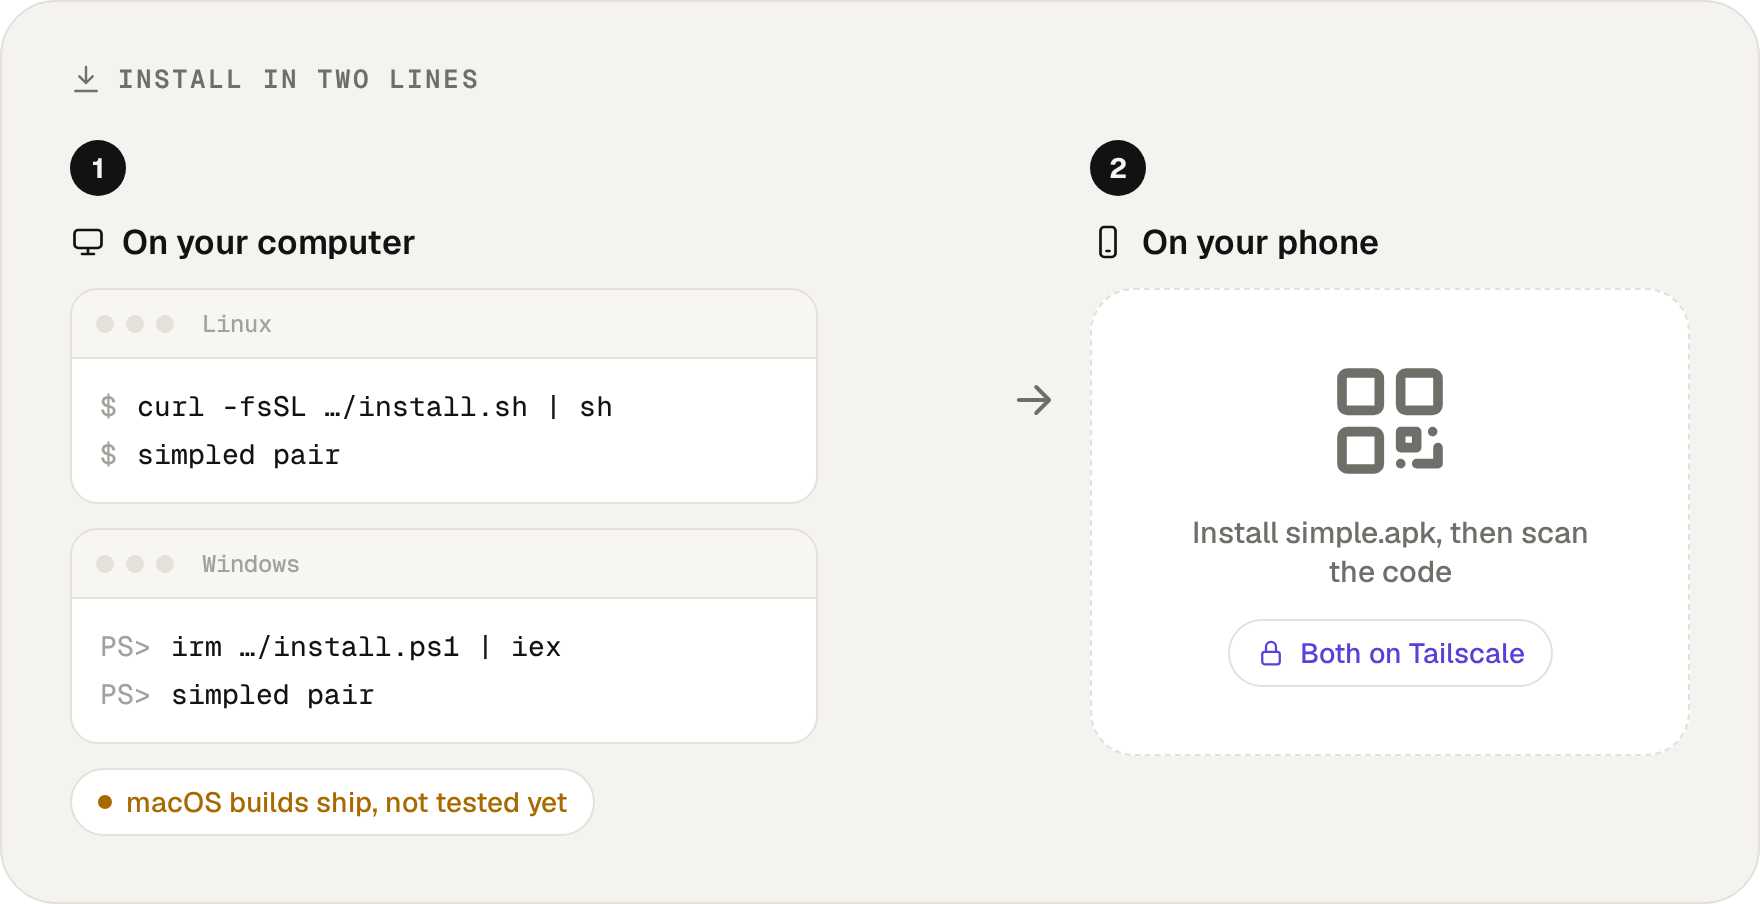 INSTALL IN TWO LINES
1
On your computer
Linux
$ curl -fsSL …/install.sh | sh
$ simpled pair
Windows
PS> irm …/install.ps1 | iex
PS> simpled pair
macOS builds ship, not tested yet
2
On your phone
Install simple.apk, then scan
the code
Both on Tailscale